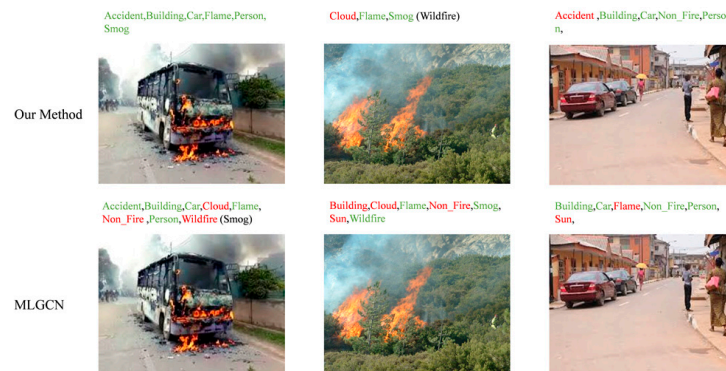 Accident,Building,Car,Flame,Person,
Smog
Cloud,Flame,Smog (Wildfire)
Accident ,Building,Car,Non_Fire,Perso
n,
Our Method
Accident,Building,Car,Cloud,Flame,
Non_Fire ,Person,Wildfire (Smog)
Building,Cloud,Flame,Non_Fire,Smog,
Sun,Wildfire
Building,Car,Flame,Non_Fire,Person,
Sun,
MLGCN